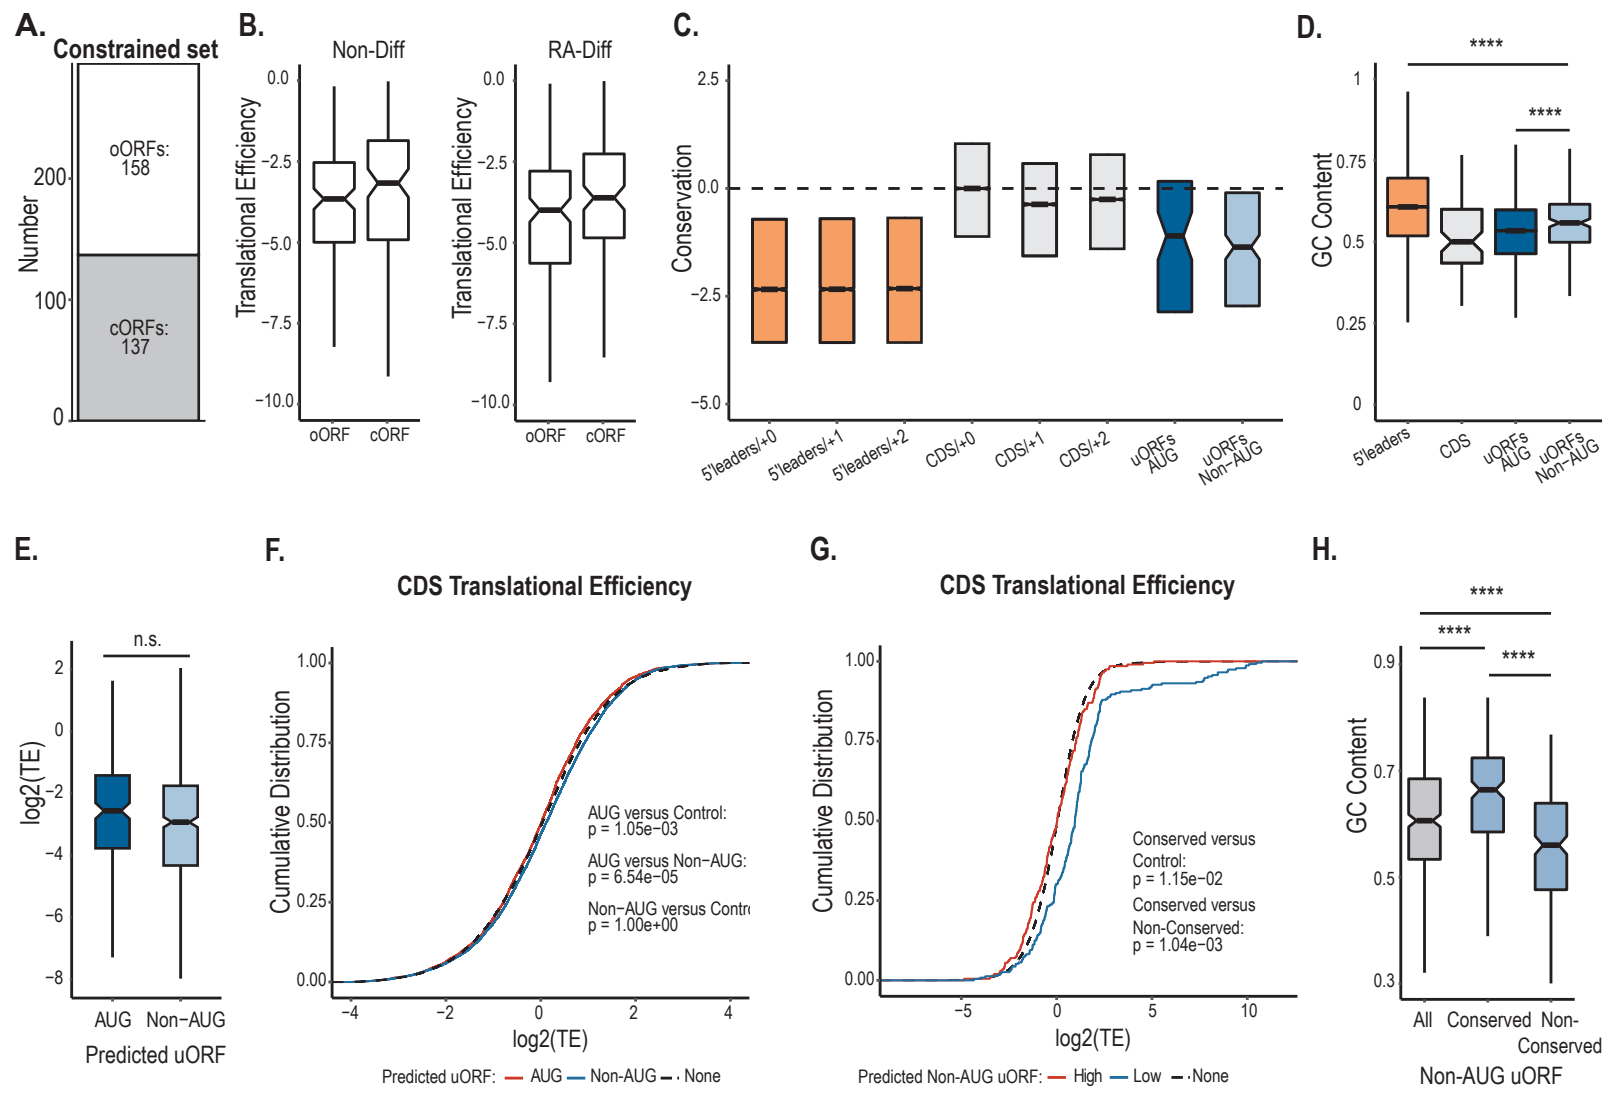 A.
Constrained set
Number
200
100
0
oORFs:
158
cORFs:
137
B.
Non-Diff
Translational Efficiency
0.0
−2.5
−5.0
−7.5
−10.0
oORF cORF
RA-Diff
Translational Efficiency
0.0
−2.5
−5.0
−7.5
−10.0
oORF cORF
C.
Conservation
2.5
0.0
−2.5
−5.0
5'leaders/+0
5'leaders/+1
5'leaders/+2
CDS/+0
CDS/+1
CDS/+2
uORFs
AUG
uORFs
Non−AUG
D.
****
****
GC Content
1
0.75
0.5
0.25
0
5'leaders
CDS
uORFs
AUG
uORFs
Non−AUG
E.
n.s.
log2(TE)
2
0
−2
−4
−6
−8
AUG Non−AUG
Predicted uORF
F.
CDS Translational Efficiency
Cumulative Distribution
1.00
0.75
0.50
0.25
0.00
AUG versus Control:
p = 1.05e−03
AUG versus Non−AUG:
p = 6.54e−05
Non−AUG versus Contro
p = 1.00e+00
−4 −2 0 2 4
log2(TE)
Predicted uORF: AUG Non−AUG None
G.
CDS Translational Efficiency
Cumulative Distribution
1.00
0.75
0.50
0.25
0.00
Conserved versus
Control:
p = 1.15e−02
Conserved versus
Non−Conserved:
p = 1.04e−03
−5 0 5 10
log2(TE)
Predicted Non−AUG uORF: High Low None
H.
****
****
****
GC Content
0.9
0.7
0.5
0.3
All Conserved Non-
Conserved
Non−AUG uORF